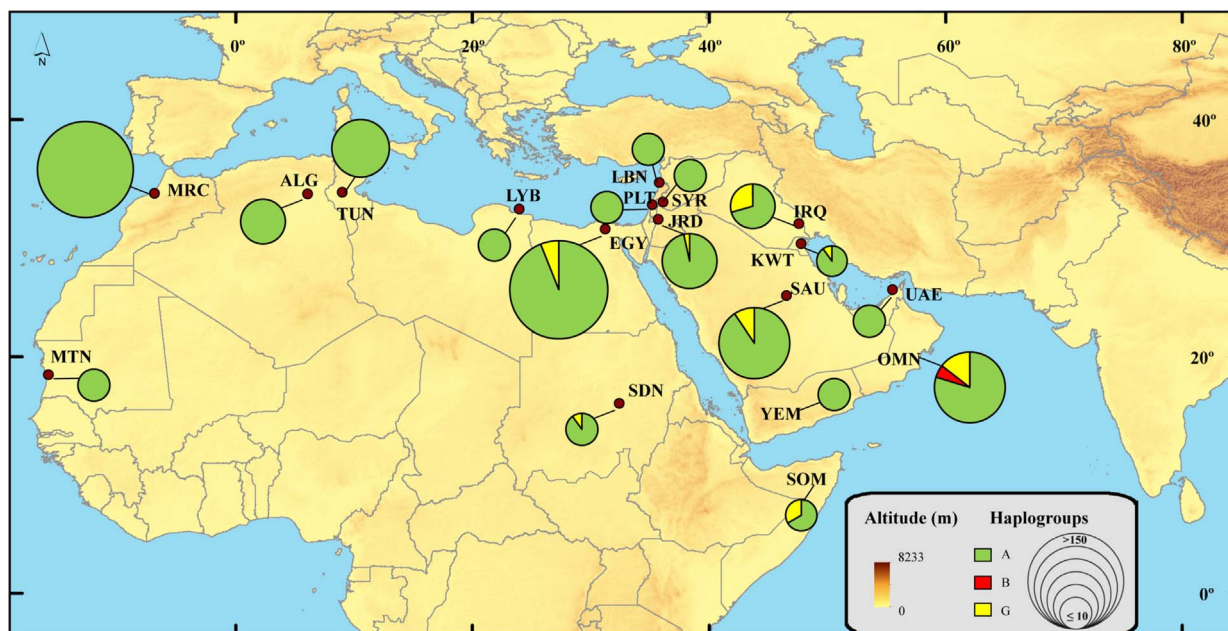 0º 20º 40º 60º 80º
N
40º
LBN
MRC ALG PLT SYR
TUN LYB JRD IRQ
EGY KWT
SAU UAE
MTN OMN 20º
SDN YEM
SOM
Altitude (m) Haplogroups
8233 >150
A
B
0 G ≤ 10
0º